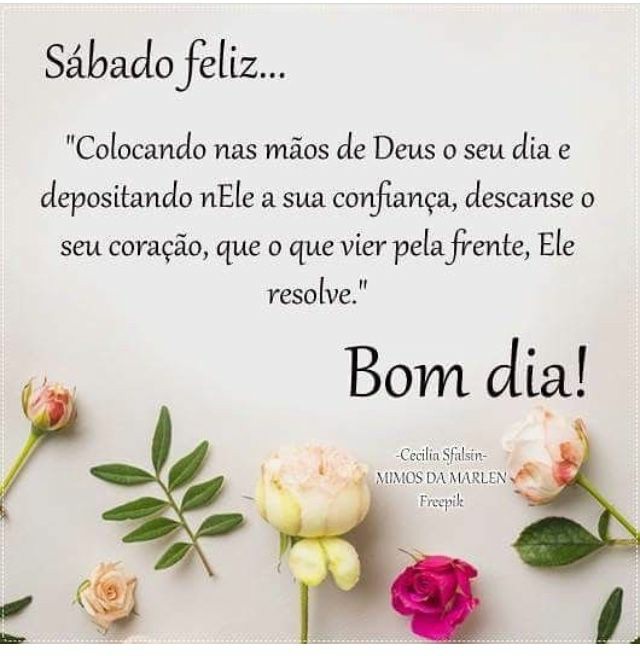 Sábado feliz...
"Colocando nas mãos de Deus o seu dia e
depositando nEle a sua confiança, descanse o
seu coração, que o que vier pela frente, Ele
resolve."
Bom dia!
-Cecilia Sfalsin-
MIMOS DA MARLEN
Freepik